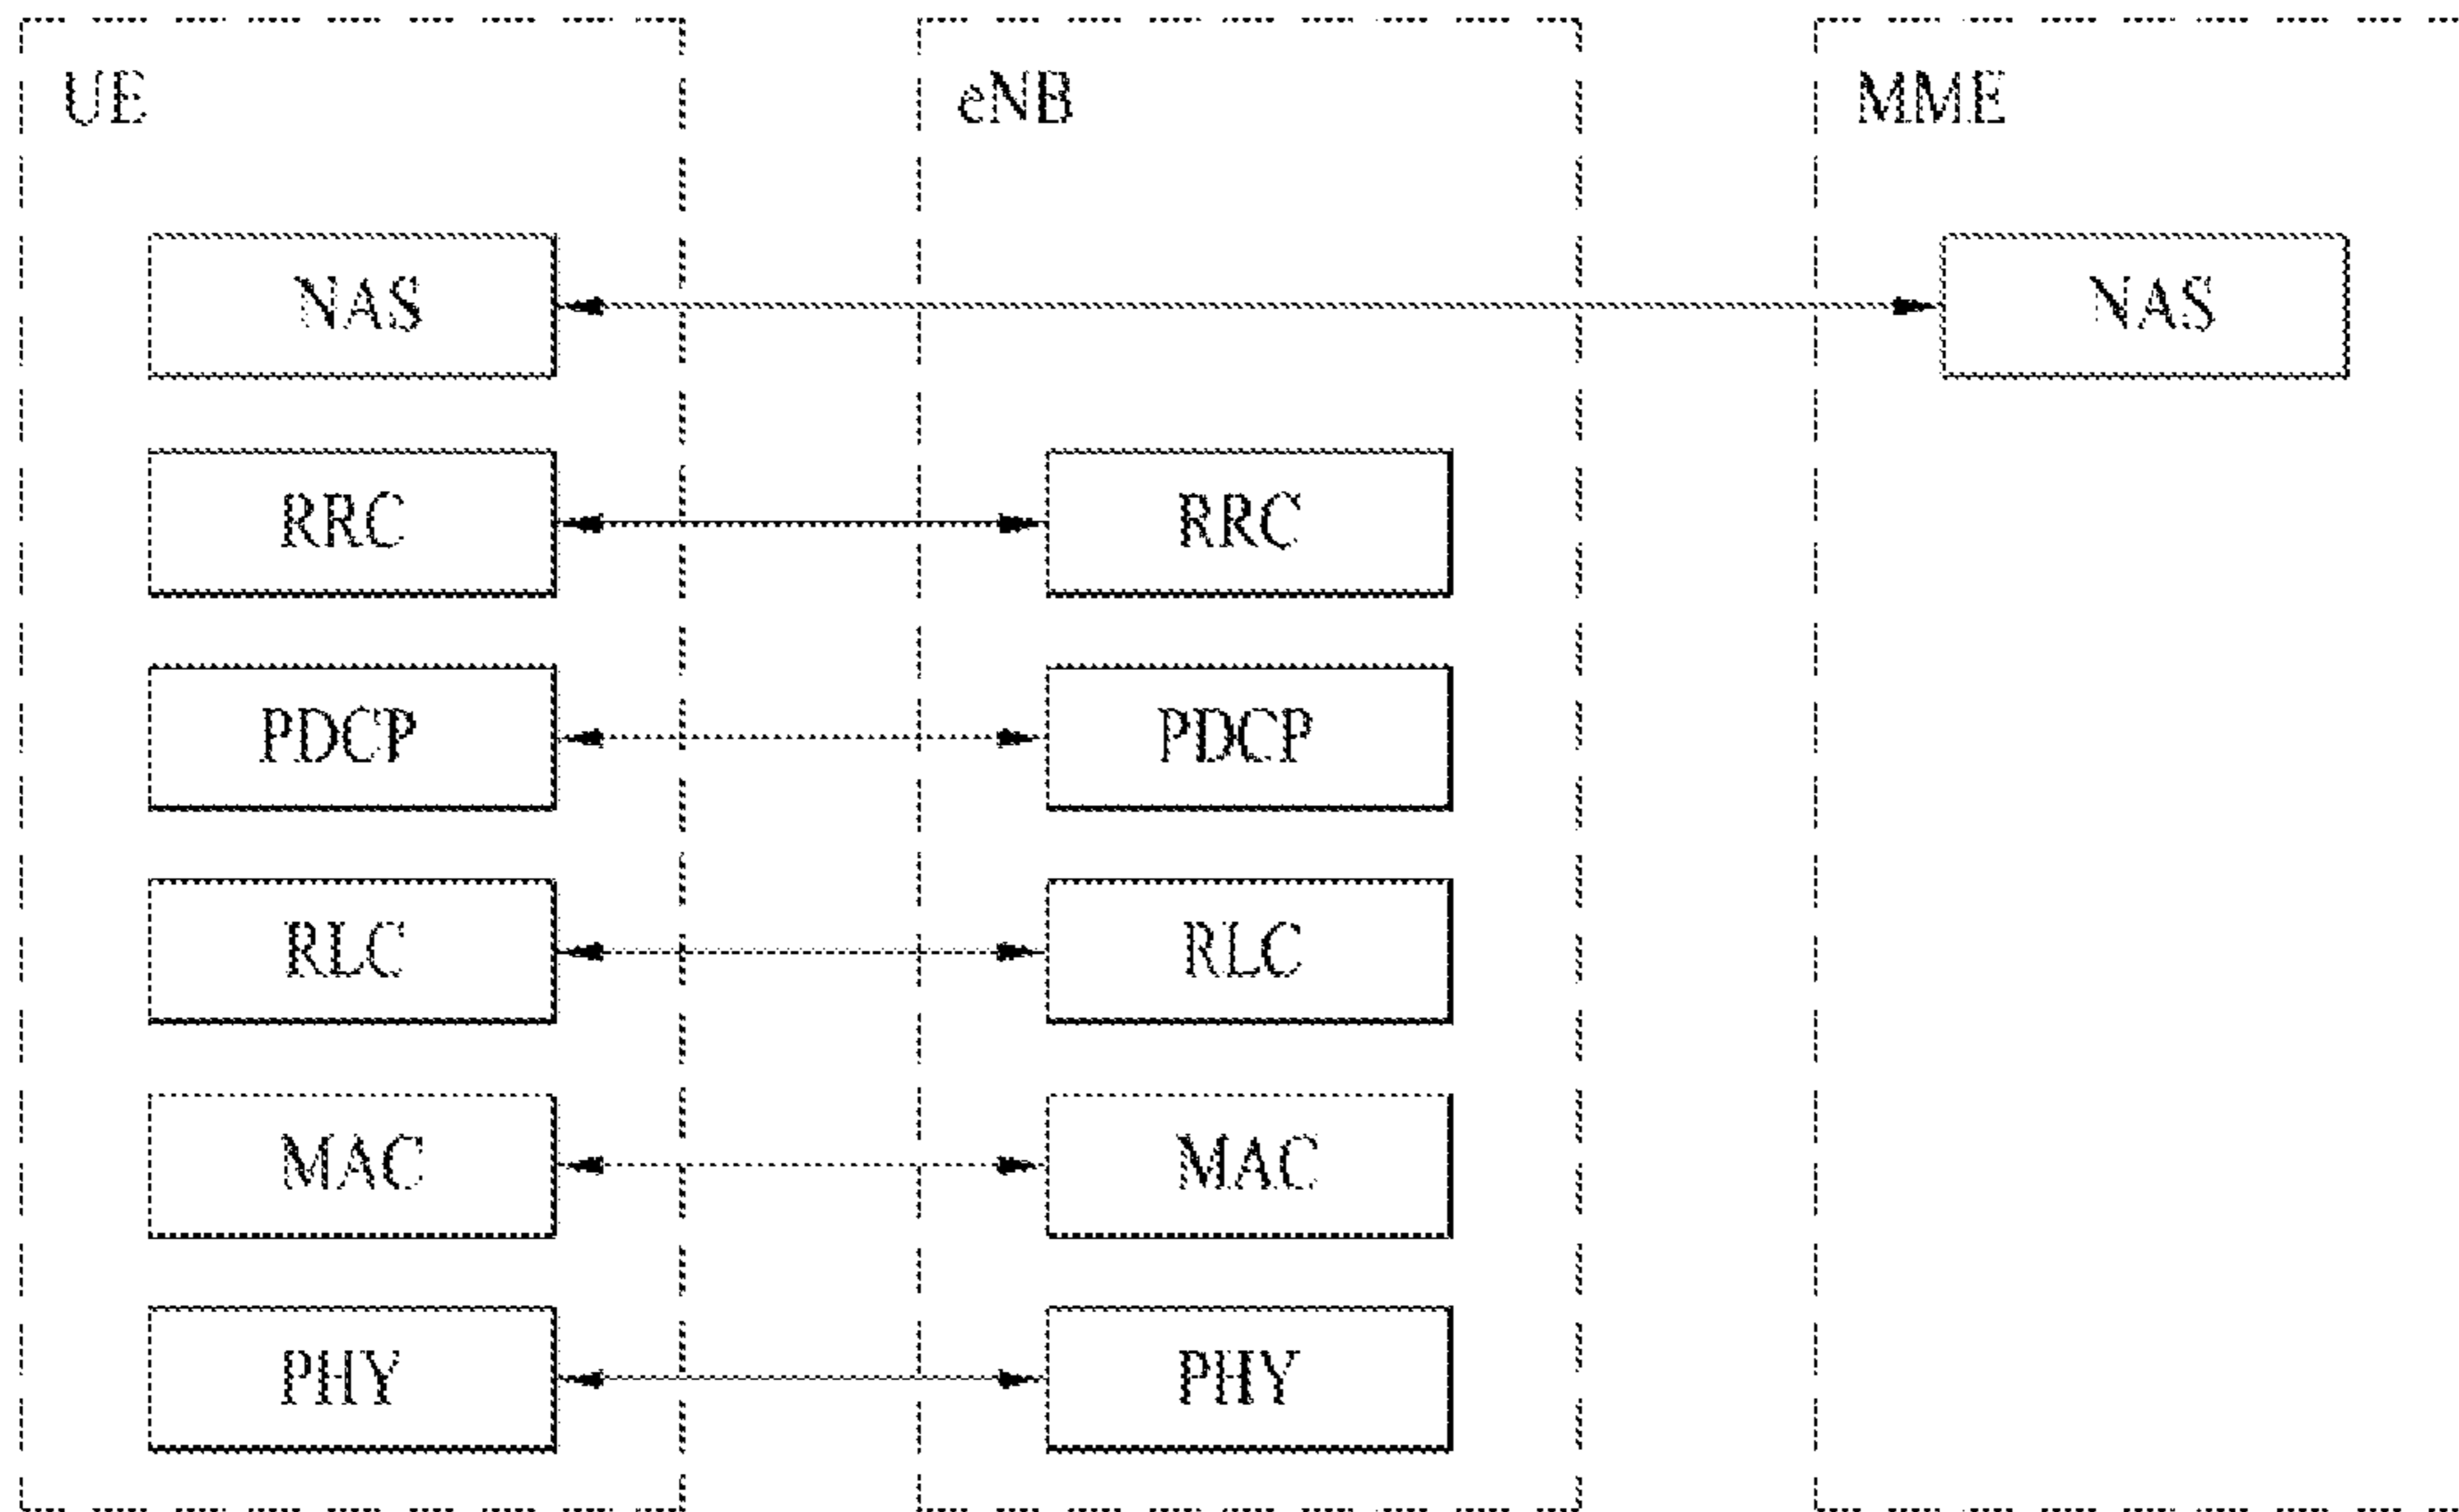 UE eNB MME
NAS NAS
RRC RRC
PDCP PDCP
RLC RLC
MAC MAC
PHY PHY